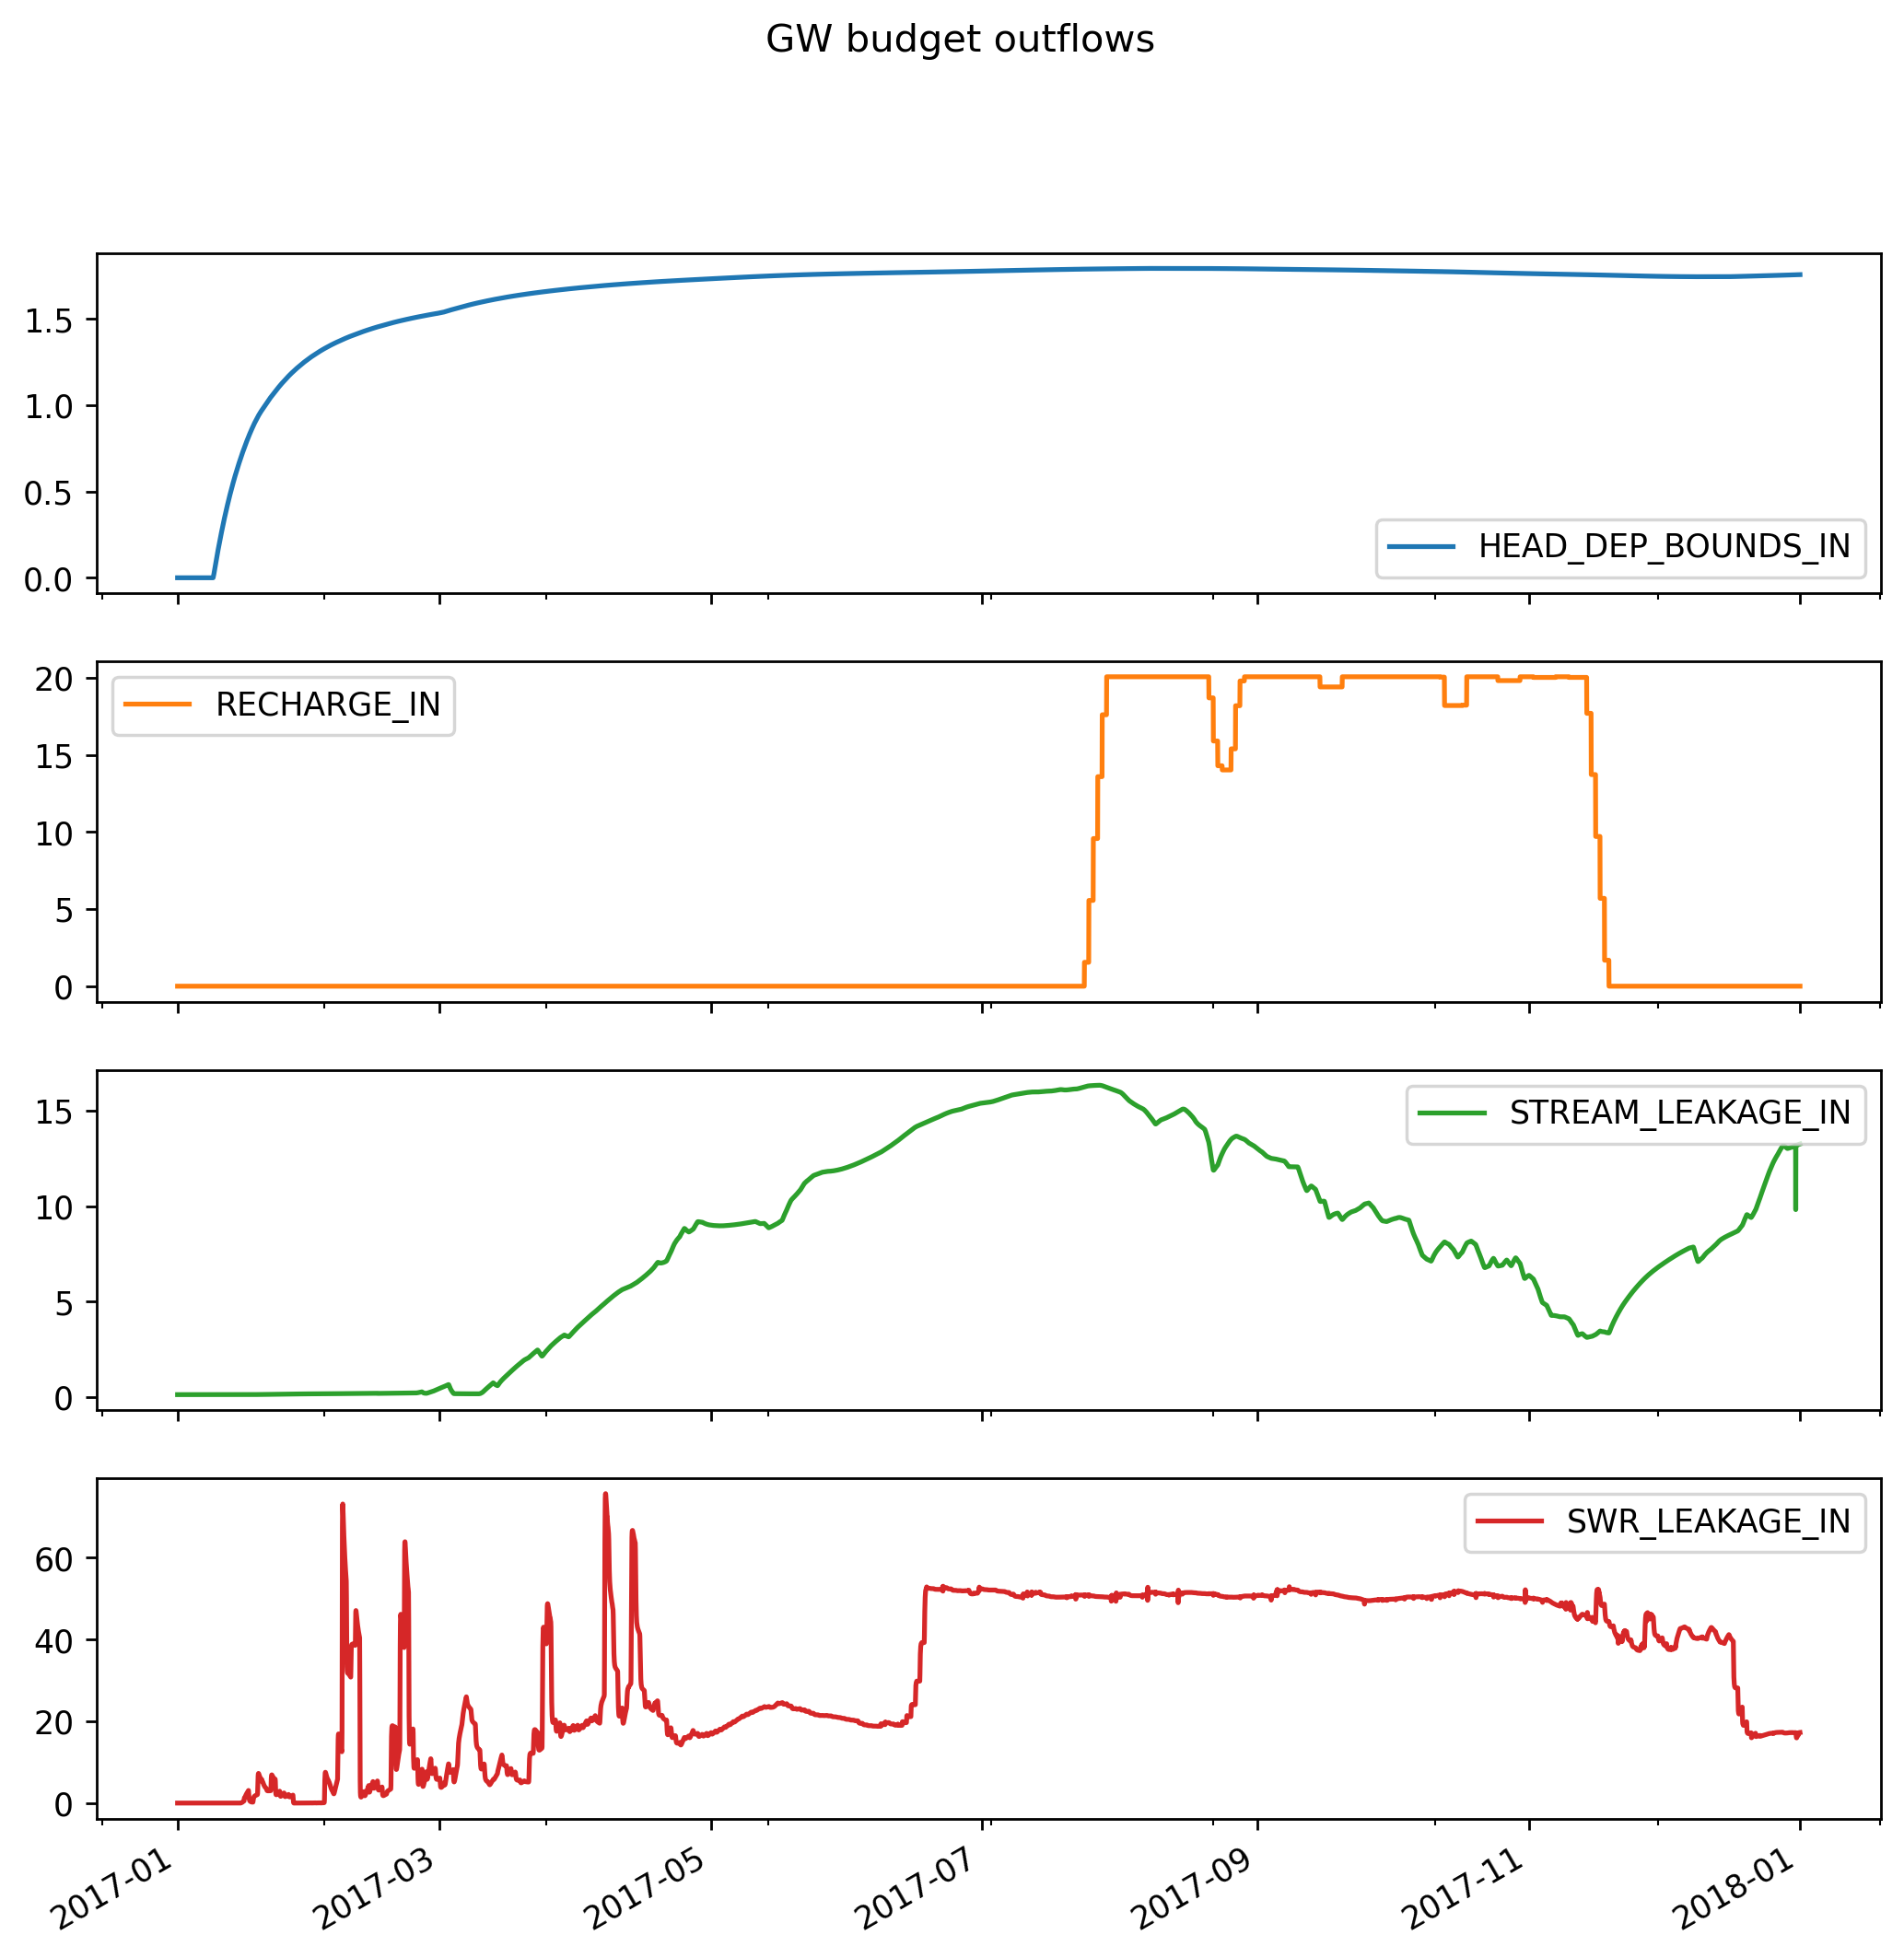 GW budget outflows
1.5
1.0
0.5
0.0
HEAD_DEP_BOUNDS_IN
20
15
10
5
0
RECHARGE_IN
15
10
5
0
STREAM_LEAKAGE_IN
60
40
20
0
SWR_LEAKAGE_IN
2017-01 2017-03 2017-05 2017-07 2017-09 2017-11 2018-01